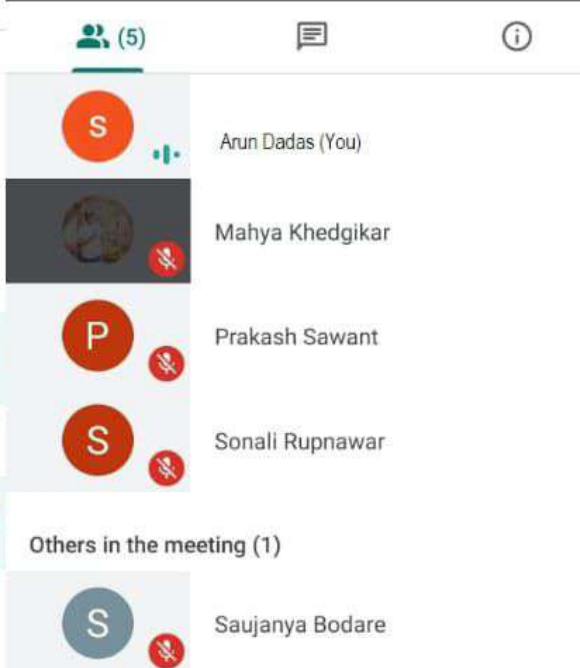 (5)
S
Arun Dadas (You)
Mahya Khedgikar
P
Prakash Sawant
S
Sonali Rupnawar
Others in the meeting (1)
S
Saujanya Bodare